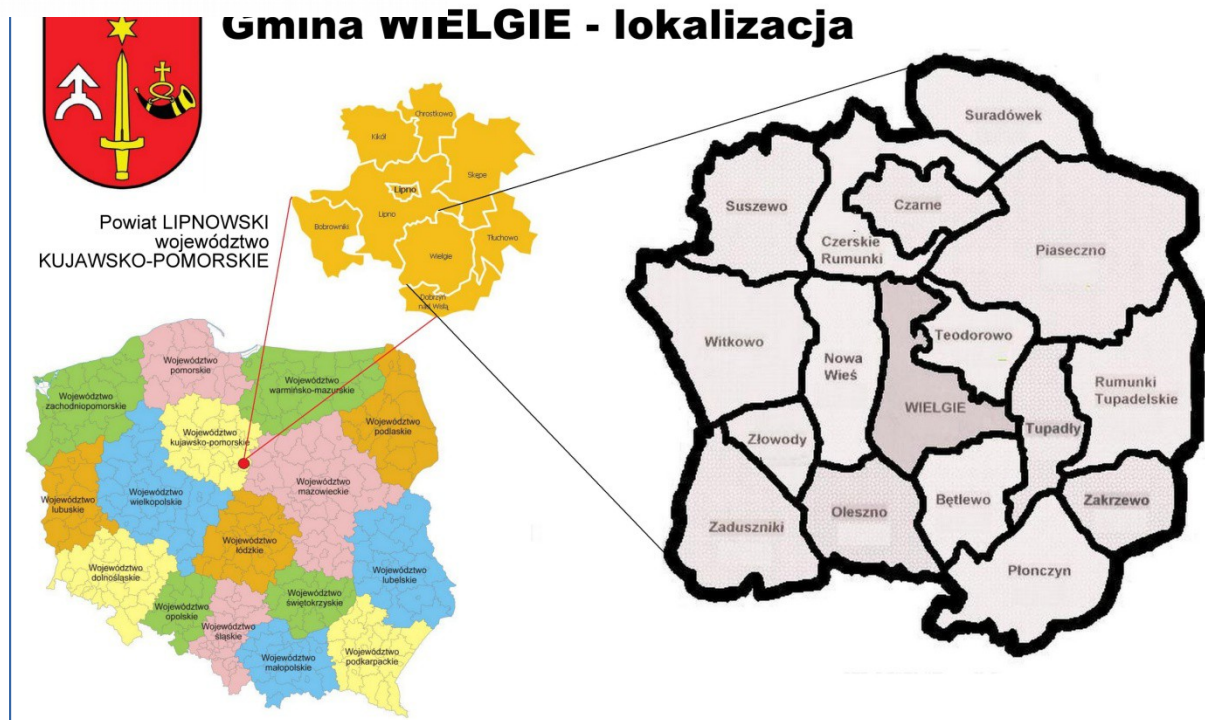 Gmina WIELGIE - lokalizacja
Powiat LIPNOWSKI
województwo
KUJAWSKO-POMORSKIE
Chrostkowo
Kikół
Skępe
Lipno
Lipno
Bobrowniki
Tłuchowo
Wielgie
Dobrzyń
nad Wisłą
Województwo
pomorskie
Województwo
warmińsko-mazurskie
Województwo
zachodniopomorskie
Województwo
podlaskie
Województwo
kujawsko-pomorskie
Województwo
mazowieckie
Województwo
wielkopolskie
Województwo
lubuskie
Województwo
łódzkie
Województwo
lubelskie
Województwo
dolnośląskie
Województwo
świętokrzyskie
Województwo
opolskie
Województwo
śląskie
Województwo
małopolskie
Województwo
podkarpackie
Suradówek
Suszewo
Czarne
Czerskie
Rumunki
Piaseczno
Witkowo
Nowa
Wieś
Teodorowo
WIELGIE
Rumunki
Tupadelskie
Tupadły
Złowody
Zaduszniki
Oleszno
Bętlewo
Zakrzewo
Płonczyn